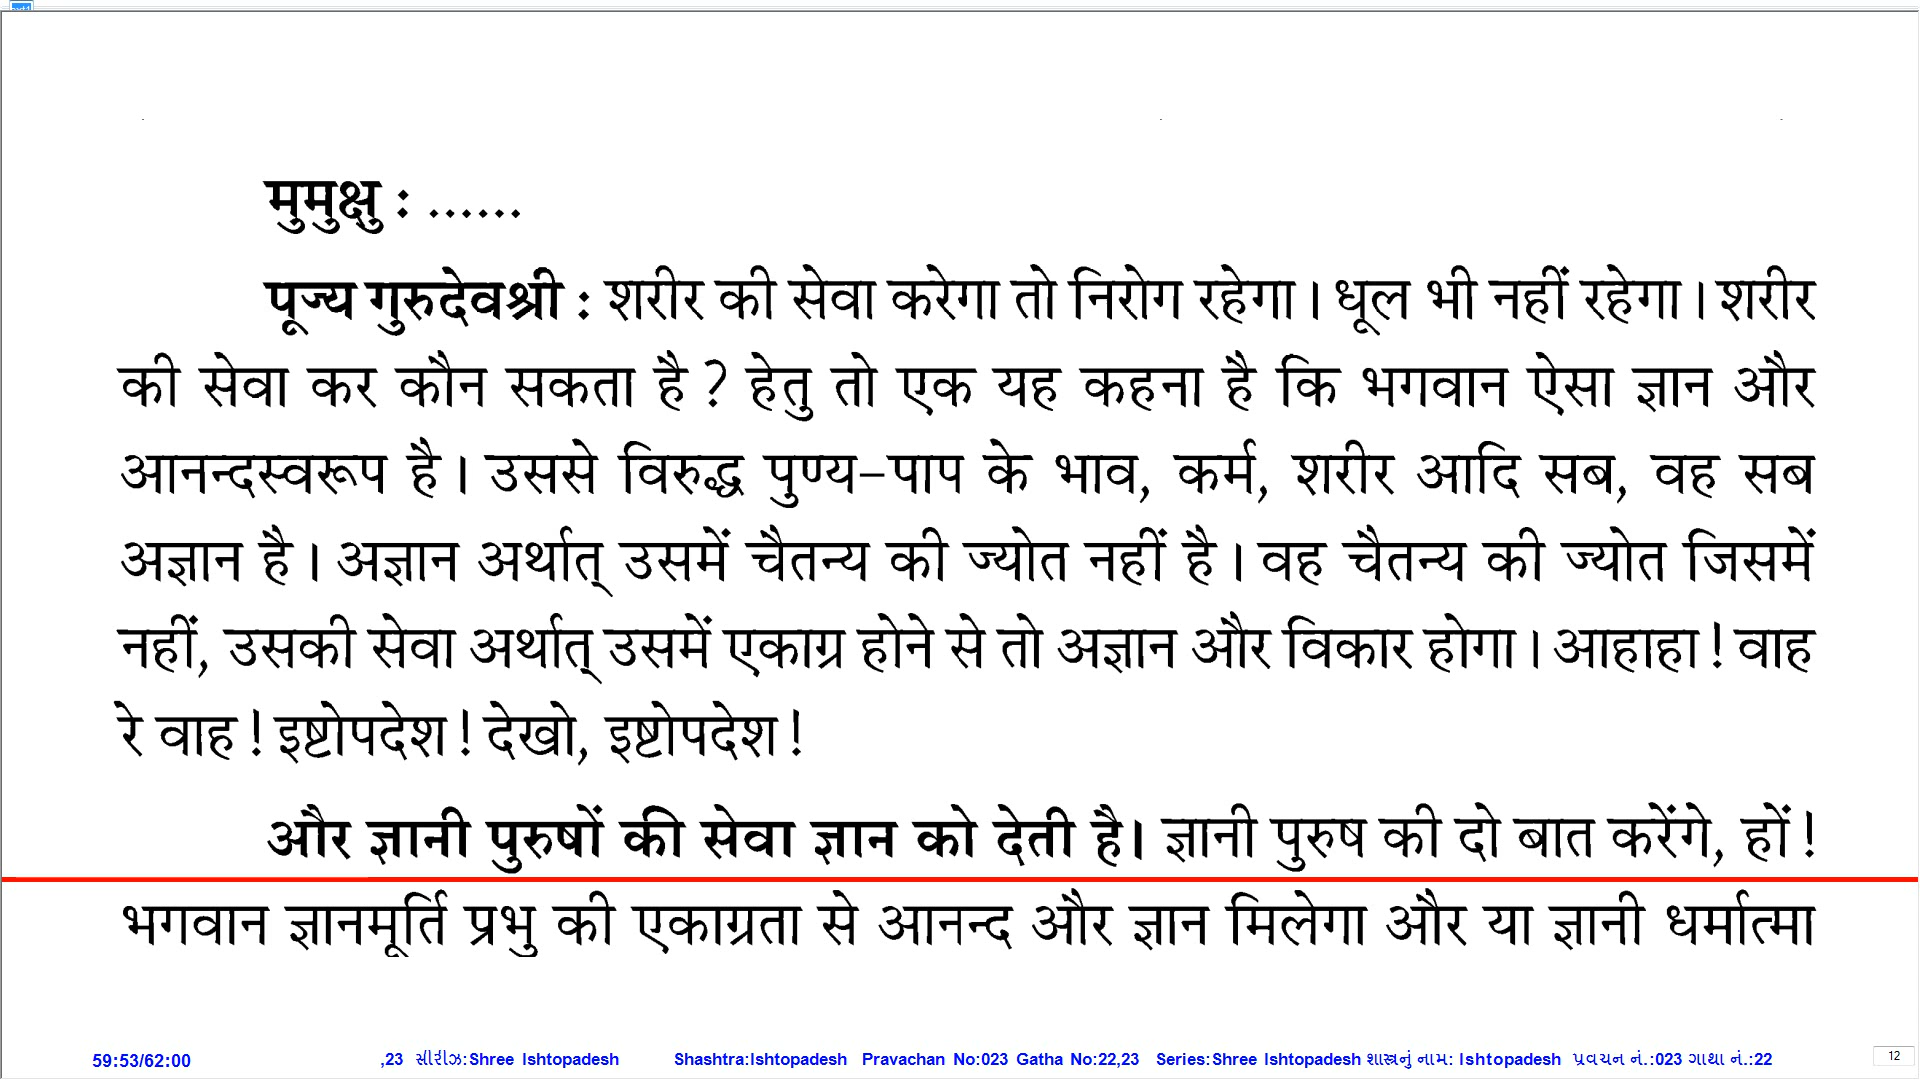 मुमुक्षु : ......
पूज्य गुरुदेवश्री : शरीर की सेवा करेगा तो निरोग रहेगा। धूल भी नहीं रहेगा। शरीर
की सेवा कर कौन सकता है ? हेतु तो एक यह कहना है कि भगवान ऐसा ज्ञान और
आनन्दस्वरूप है। उससे विरुद्ध पुण्य-पाप के भाव, कर्म, शरीर आदि सब, वह सब
अज्ञान है। अज्ञान अर्थात् उसमें चैतन्य की ज्योत नहीं है। वह चैतन्य की ज्योत जिसमें
नहीं, उसकी सेवा अर्थात् उसमें एकाग्र होने से तो अज्ञान और विकार होगा। आहाहा! वाह
रे वाह! इष्टोपदेश! देखो, इष्टोपदेश!
और ज्ञानी पुरुषों की सेवा ज्ञान को देती है। ज्ञानी पुरुष की दो बात करेंगे, हों!
भगवान ज्ञानमूर्ति प्रभु की एकाग्रता से आनन्द और ज्ञान मिलेगा और या ज्ञानी धर्मात्मा
59:53/62:00 ,23 સીરીઝ:Shree Ishtopadesh Shashtra:Ishtopadesh Pravachan No:023 Gatha No:22,23 Series:Shree Ishtopadesh શાસ્ત્રનું નામ: Ishtopadesh પ્રવચન નં.:023 ગાથા નં.:22 12